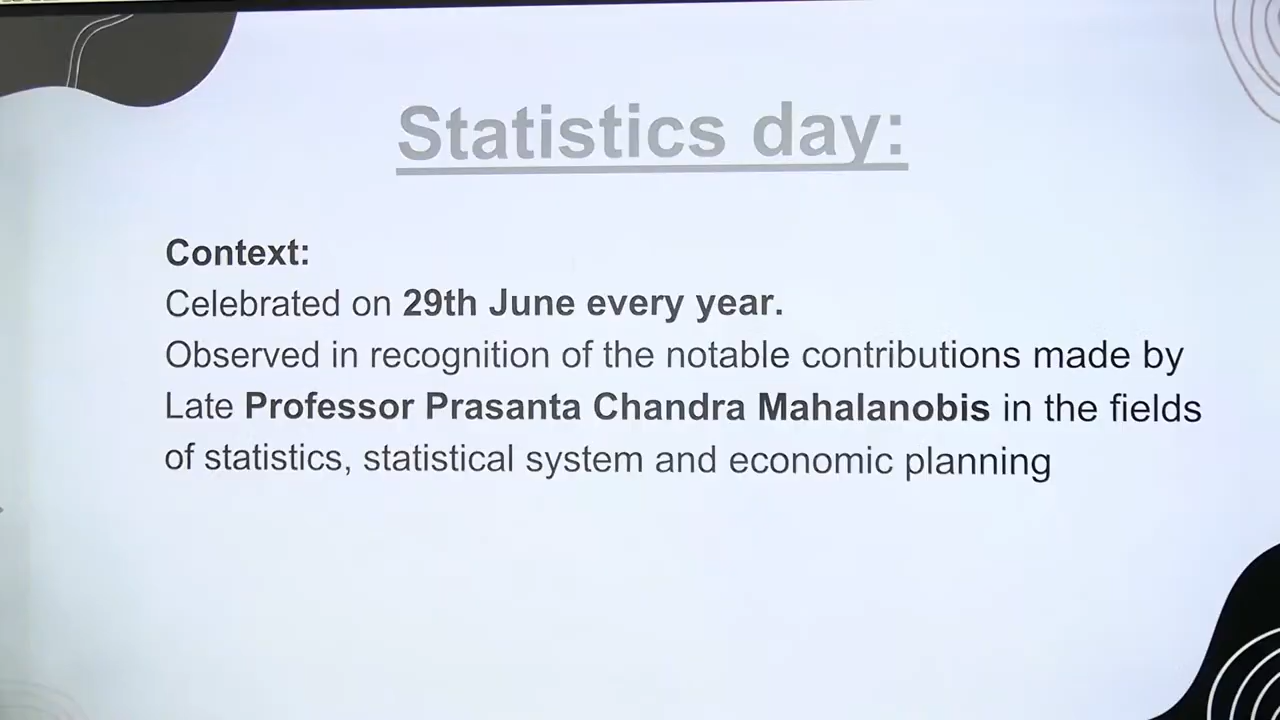 Statistics day:
Context:
Celebrated on 29th June every year.
Observed in recognition of the notable contributions made by
Late Professor Prasanta Chandra Mahalanobis in the fields
of statistics, statistical system and economic planning